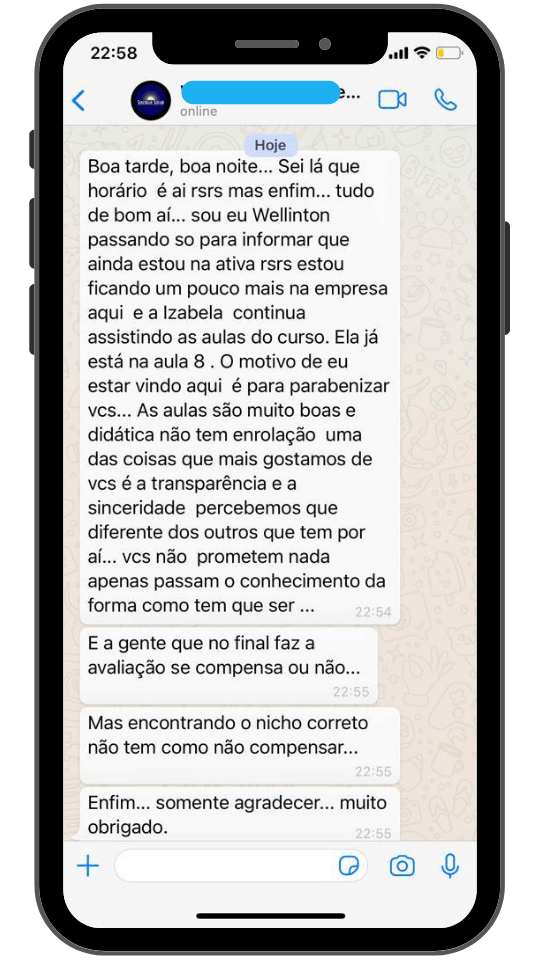 22:58
e...
online
Hoje
Boa tarde, boa noite... Sei lá que
horário é ai rsrs mas enfim... tudo
de bom aí... sou eu Wellinton
passando so para informar que
ainda estou na ativa rsrs estou
ficando um pouco mais na empresa
aqui e a Izabela continua
assistindo as aulas do curso. Ela já
está na aula 8 . O motivo de eu
estar vindo aqui é para parabenizar
vcs... As aulas são muito boas e
didática não tem enrolação uma
das coisas que mais gostamos de
vcs é a transparência e a
sinceridade percebemos que
diferente dos outros que tem por
aí... vcs não prometem nada
apenas passam o conhecimento da
forma como tem que ser ...
22:54
E a gente que no final faz a
avaliação se compensa ou não...
22:55
Mas encontrando o nicho correto
não tem como não compensar...
22:55
Enfim... somente agradecer... muito
obrigado.
22:55